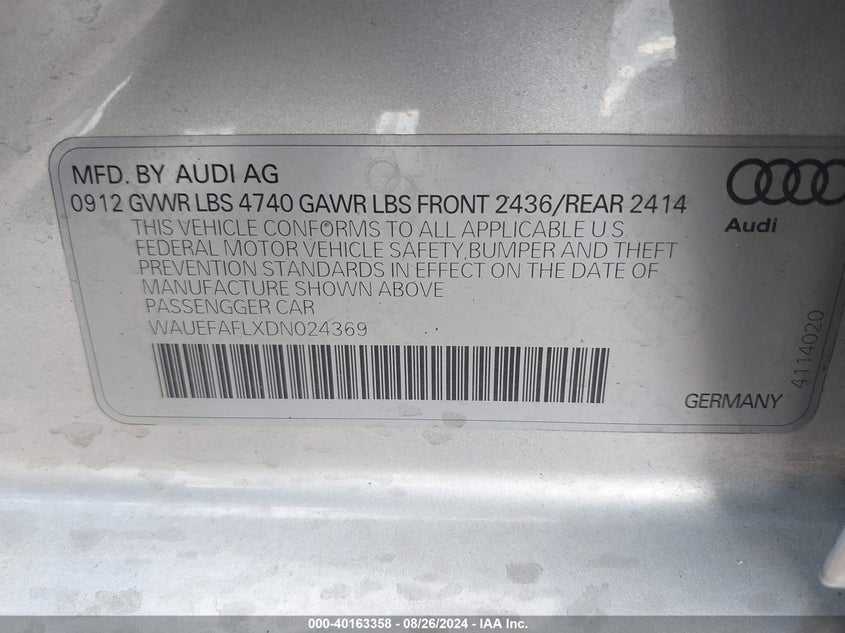 MFD. BY AUDI AG
0912 GVWR LBS 4740 GAWR LBS FRONT 2436/REAR 2414
THIS VEHICLE CONFORMS TO ALL APPLICABLE U.S.
FEDERAL MOTOR VEHICLE SAFETY,BUMPER AND THEFT
PREVENTION STANDARDS IN EFFECT ON THE DATE OF
MANUFACTURE SHOWN ABOVE
PASSENGGER CAR
WAUEFAFLXDN024369
Audi
4114020
GERMANY
000-40163358 - 08/26/2024 - IAA Inc.